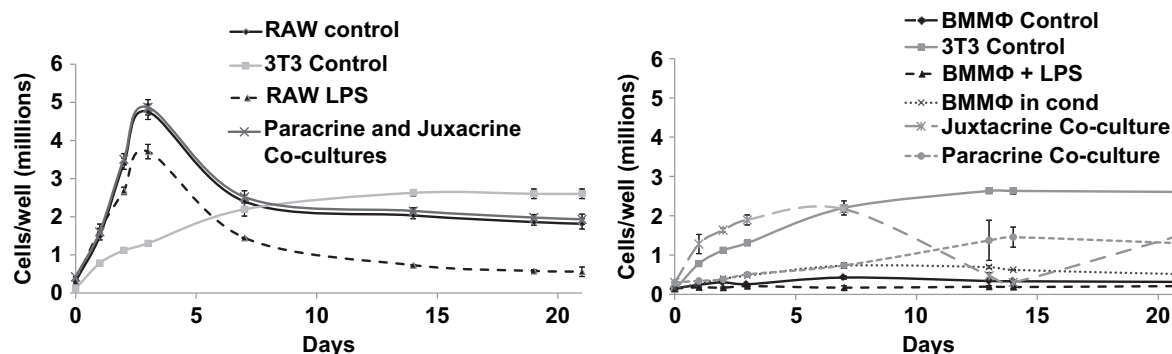 RAW control
3T3 Control
RAW LPS
Paracrine and Juxacrine
Co-cultures
Cells/well (milllions)
6
5
4
3
2
1
0
0 5 10 15 20
Days
BMMΦ Control
3T3 Control
BMMΦ + LPS
BMMΦ in cond
Juxtacrine Co-culture
Paracrine Co-culture
Cells/well (millions)
6
5
4
3
2
1
0
0 5 10 15 20
Days